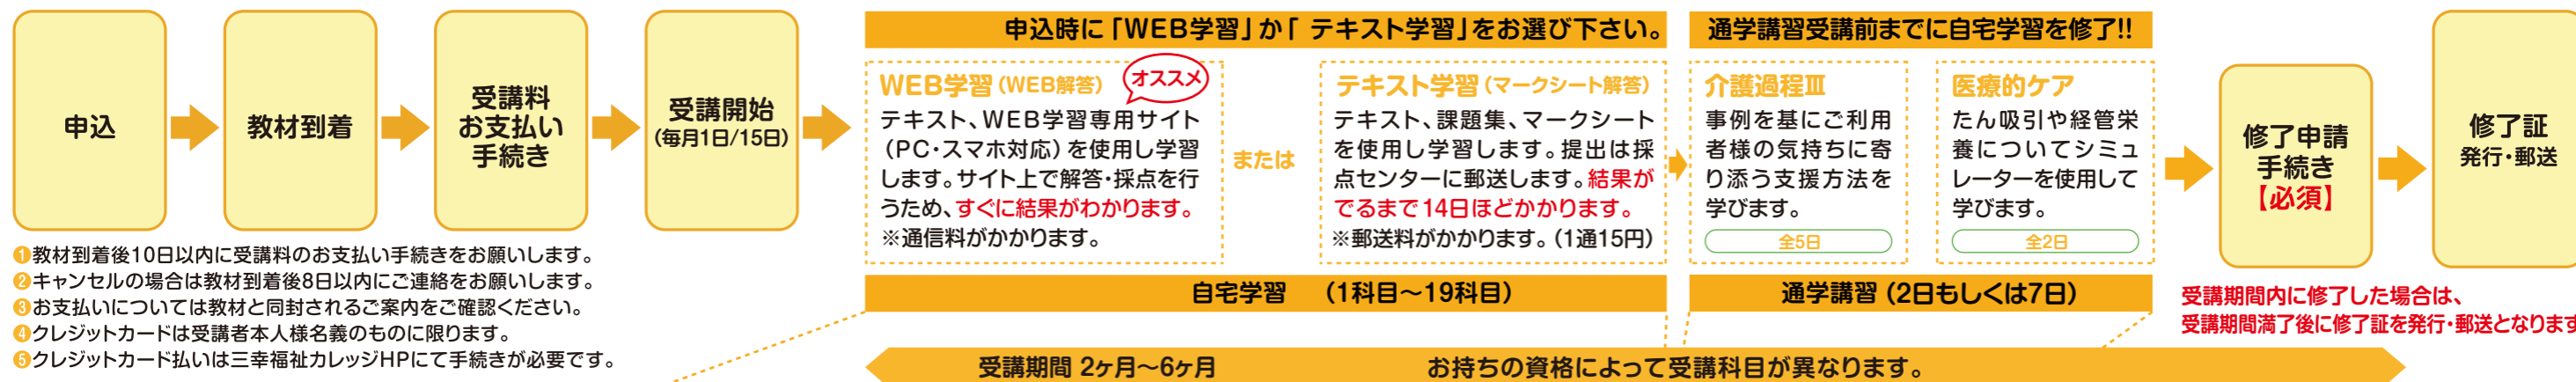 申込
教材到着
受講料
お支払い
手続き
受講開始
(毎月1日/15日)
❶教材到着後10日以内に受講料のお支払い手続きをお願いします。
❷キャンセルの場合は教材到着後8日以内にご連絡をお願いします。
❸お支払いについては教材と同封されるご案内をご確認ください。
❹クレジットカードは受講者本人様名義のものに限ります。
❺クレジットカード払いは三幸福祉カレッジHPにて手続きが必要です。
申込時に「WEB学習」か「 テキスト学習」をお選び下さい。
WEB学習(WEB解答)
オススメ
テキスト、WEB学習専用サイト
(PC・スマホ対応)を使用し学習
します。サイト上で解答・採点を行
うため、すぐに結果がわかります。
※通信料がかかります。
または
テキスト学習(マークシート解答)
テキスト、課題集、マークシート
を使用し学習します。提出は採
点センターに郵送します。結果が
でるまで14日ほどかかります。
※郵送料がかかります。(1通15円)
自宅学習 (1科目～19科目)
通学講習受講前までに自宅学習を修了!!
介護過程Ⅲ
事例を基にご利用
者様の気持ちに寄
り添う支援方法を
学びます。
全5日
医療的ケア
たん吸引や経管栄
養についてシミュ
レーターを使用して
学びます。
全2日
通学講習(2日もしくは7日)
修了申請
手続き
【必須】
修了証
発行・郵送
受講期間内に修了した場合は、
受講期間満了後に修了証を発行・郵送となります
受講期間 2ヶ月～6ヶ月 お持ちの資格によって受講科目が異なります。